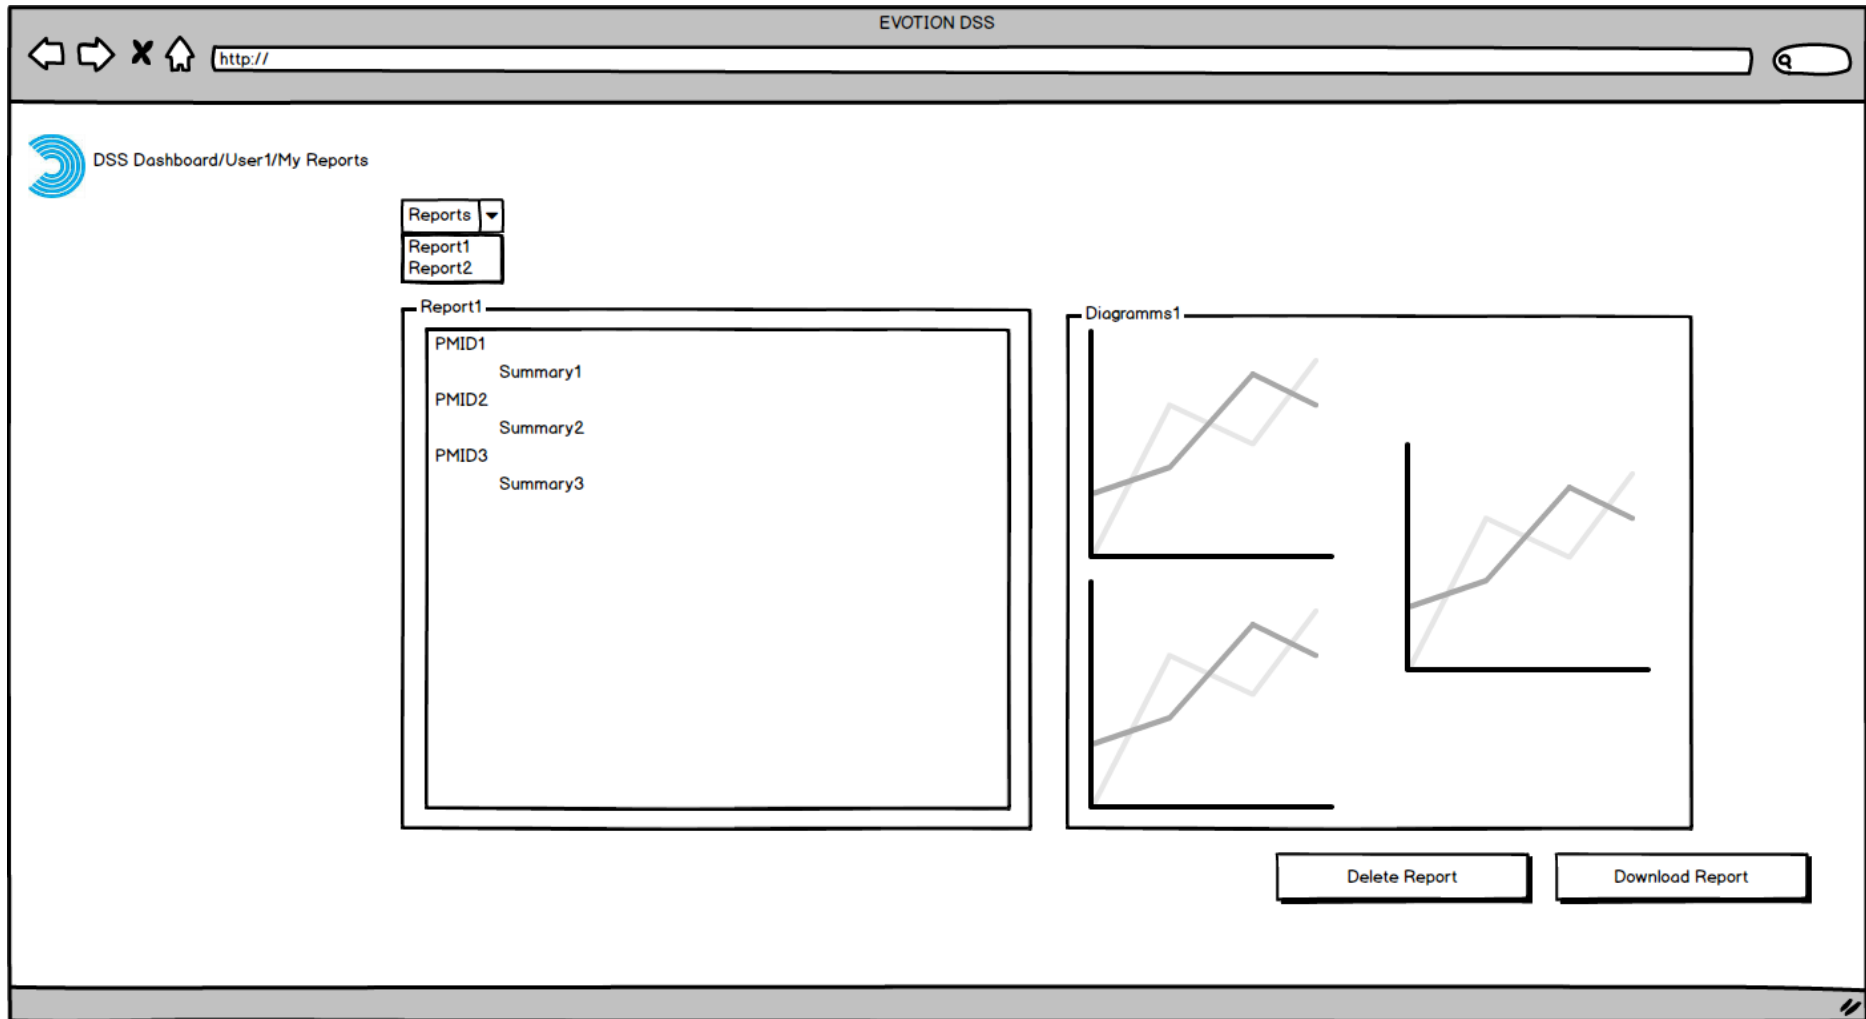 EVOTION DSS
http://
DSS Dashboard/User1/My Reports
Reports
Report1
Report2
Report1
PMID1
Summary1
PMID2
Summary2
PMID3
Summary3
Diagramms1
Delete Report
Download Report